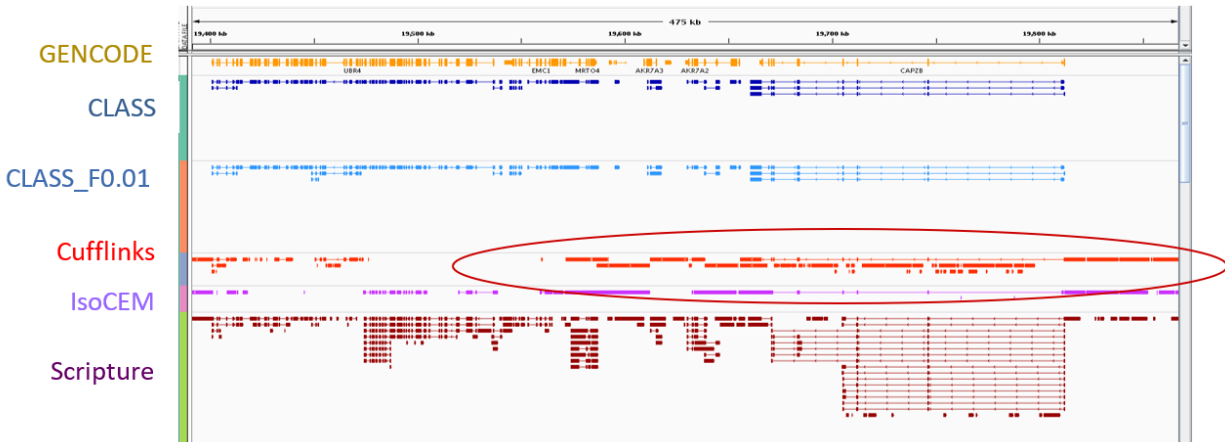 475 kb
19,400 kb 19,500 kb 19,600 kb 19,700 kb 19,800 kb
GENCODE
UBR4 EMC1 MRTO4 AKR7A3 AKR7A2 CAPZB
CLASS
CLASS_F0.01
Cufflinks
IsoCEM
Scripture